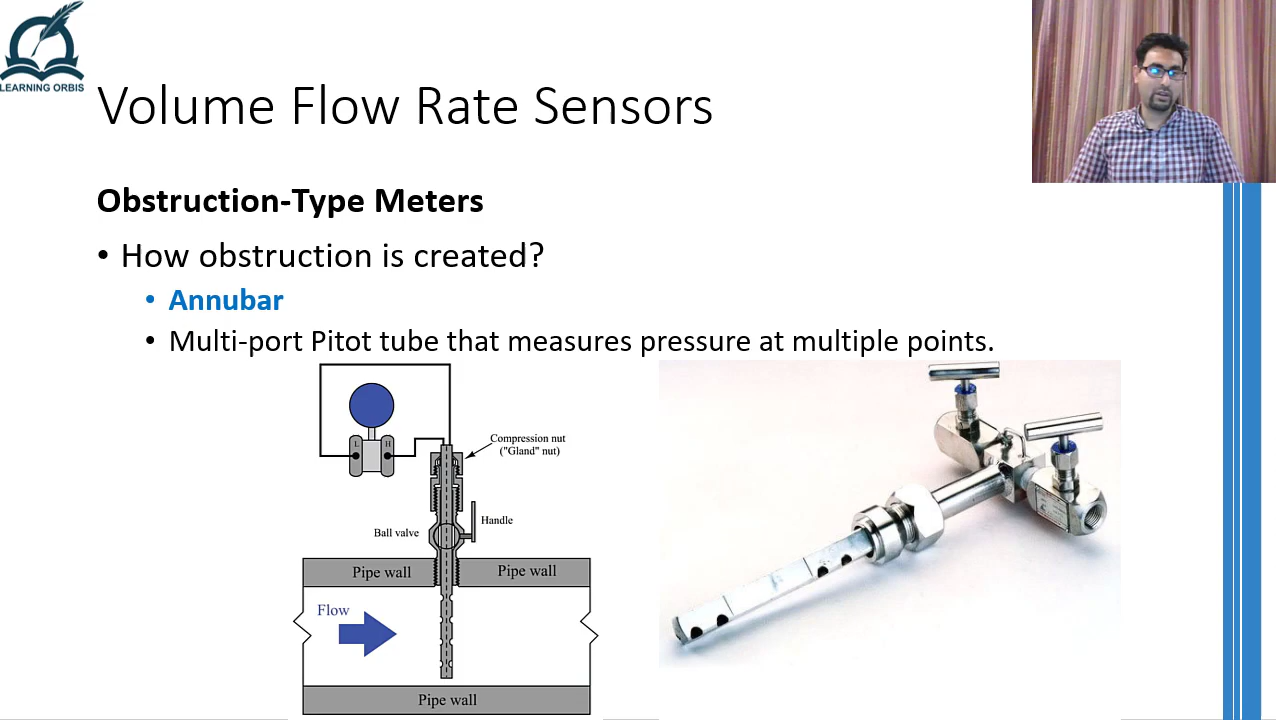 LEARNING ORBIS
Volume Flow Rate Sensors
Obstruction-Type Meters
• How obstruction is created?
• Annubar
• Multi-port Pitot tube that measures pressure at multiple points.
L H
Compression nut
("Gland" nut)
Handle
Ball valve
Pipe wall Pipe wall
Flow
Pipe wall